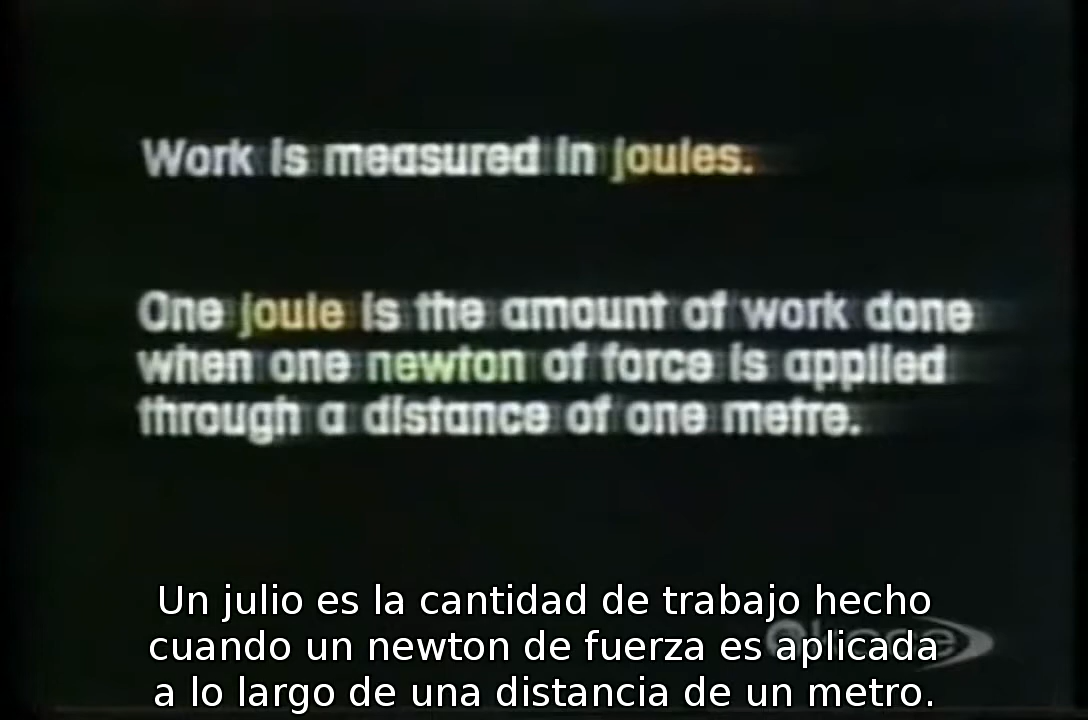 Work is measured in joules.
One joule is the amount of work done
when one newton of force is applied
through a distance of one metre.
Un julio es la cantidad de trabajo hecho
cuando un newton de fuerza es aplicada
a lo largo de una distancia de un metro.